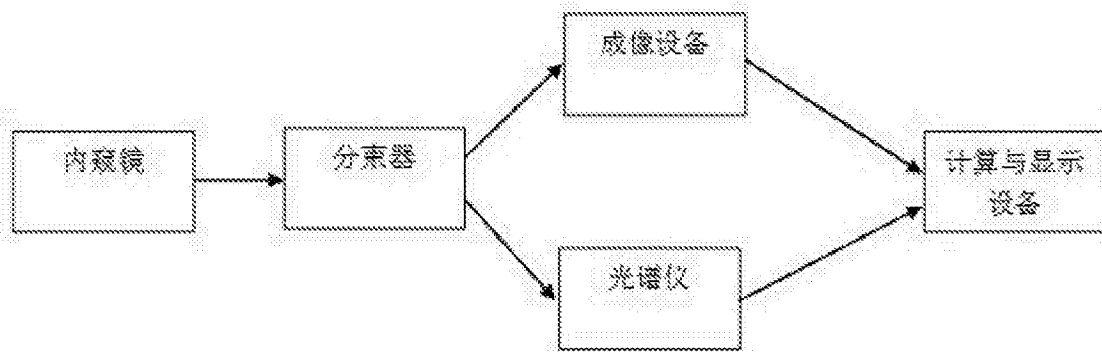 成像设备
内窥镜
分束器
计算与显示
设备
光谱仪